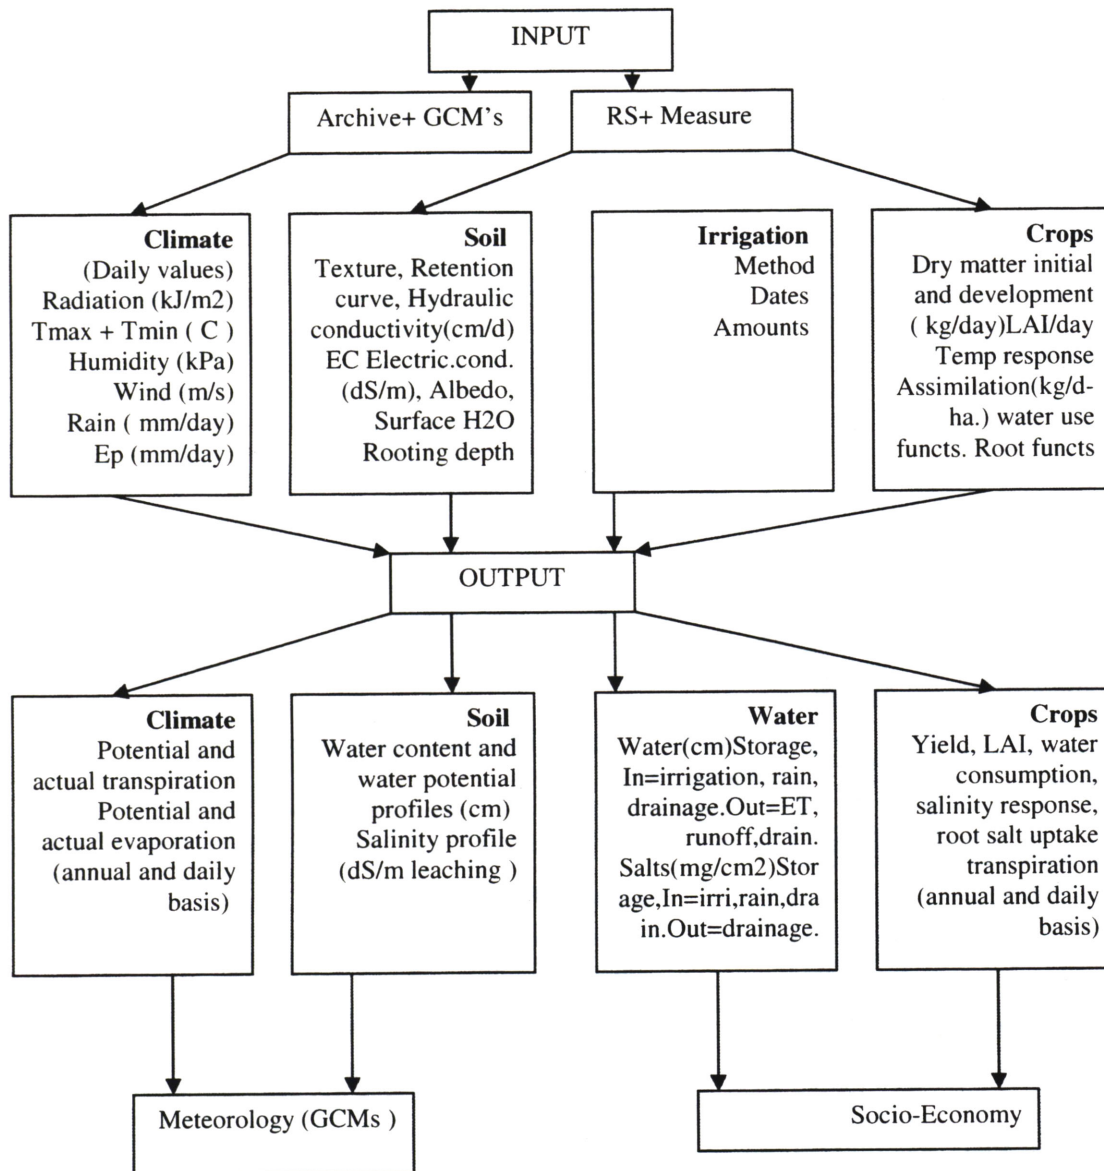 INPUT
Archive+ GCM's
RS+ Measure
Climate
(Daily values)
Radiation (kJ/m2)
Tmax + Tmin ( C )
Humidity (kPa)
Wind (m/s)
Rain ( mm/day)
Ep (mm/day)
Soil
Texture, Retention
curve, Hydraulic
conductivity(cm/d)
EC Electric.cond.
(dS/m), Albedo,
Surface H2O
Rooting depth
Irrigation
Method
Dates
Amounts
Crops
Dry matter initial
and development
( kg/day)LAI/day
Temp response
Assimilation(kg/d-
ha.) water use
functs. Root functs
OUTPUT
Climate
Potential and
actual transpiration
Potential and
actual evaporation
(annual and daily
basis)
Soil
Water content and
water potential
profiles (cm)
Salinity profile
(dS/m leaching )
Water
Water(cm)Storage,
In=irrigation, rain,
drainage.Out=ET,
runoff,drain.
Salts(mg/cm2)Stor
age,In=irri,rain,dra
in.Out=drainage.
Crops
Yield, LAI, water
consumption,
salinity response,
root salt uptake
transpiration
(annual and daily
basis)
Meteorology (GCMs )
Socio-Economy